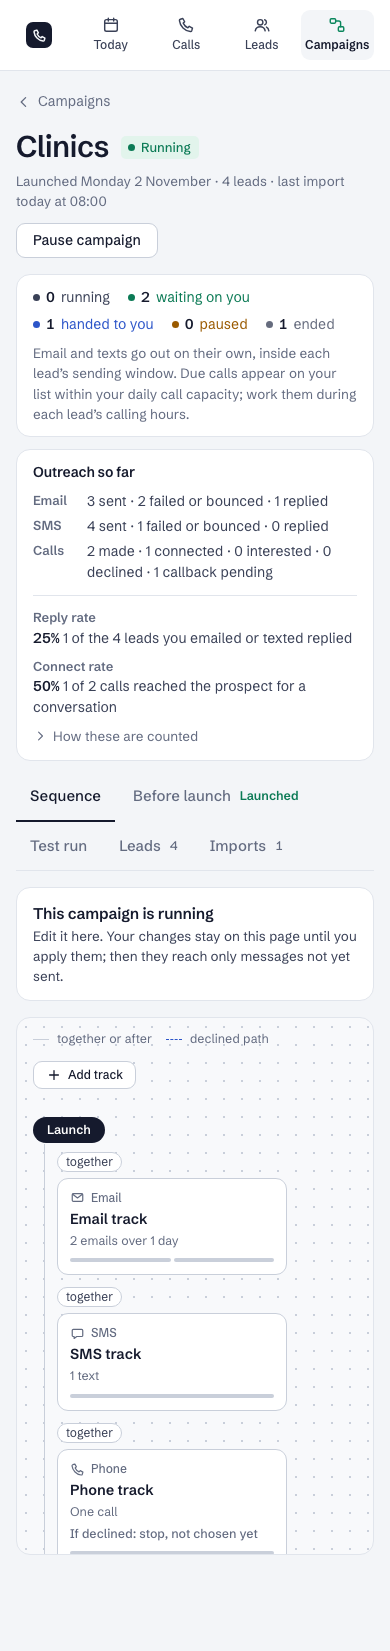 Today
Calls
Leads
Campaigns
Campaigns
Clinics
Running
Launched Monday 2 November · 4 leads · last import
today at 08:00
Pause campaign
0 running
2 waiting on you
1 handed to you
0 paused
1 ended
Email and texts go out on their own, inside each
lead’s sending window. Due calls appear on your
list within your daily call capacity; work them during
each lead’s calling hours.
Outreach so far
Email 3 sent · 2 failed or bounced · 1 replied
SMS 4 sent · 1 failed or bounced · 0 replied
Calls 2 made · 1 connected · 0 interested · 0
declined · 1 callback pending
Reply rate
25% 1 of the 4 leads you emailed or texted replied
Connect rate
50% 1 of 2 calls reached the prospect for a
conversation
How these are counted
Sequence
Before launch Launched
Test run
Leads 4
Imports 1
This campaign is running
Edit it here. Your changes stay on this page until you
apply them; then they reach only messages not yet
sent.
together or after
declined path
Add track
Launch
together
Email
Email track
2 emails over 1 day
together
SMS
SMS track
1 text
together
Phone
Phone track
One call
If declined: stop, not chosen yet